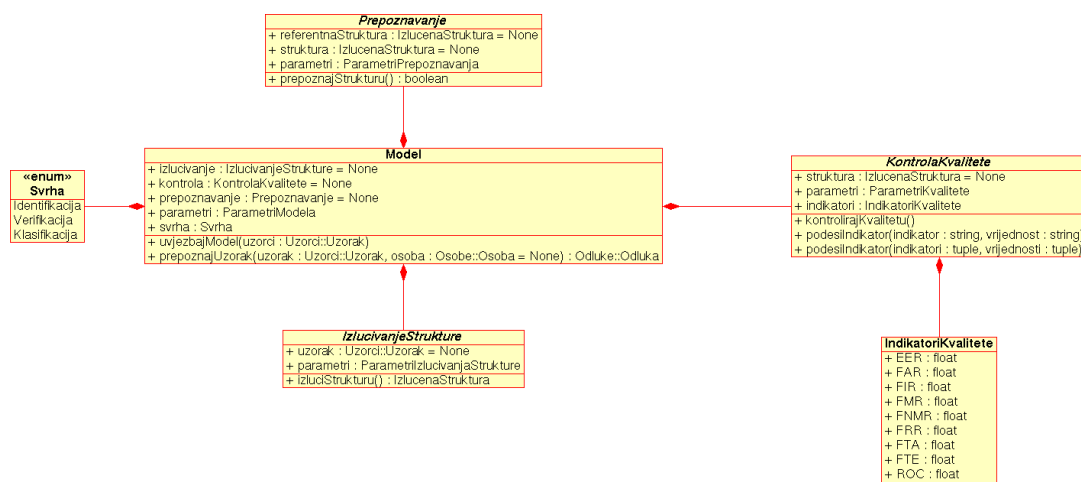 Prepoznavanje
+ referentnaStruktura : IzlucenaStruktura = None
+ struktura : IzlucenaStruktura = None
+ parametri : ParametriPrepoznavanja
+ prepoznajStrukturu() : boolean
«enum»
Svrha
Identifikacija
Verifikacija
Klasifikacija
Model
+ izlucivanje : IzlucivanjeStrukture = None
+ kontrola : KontrolaKvalitete = None
+ prepoznavanje : Prepoznavanje = None
+ parametri : ParametriModela
+ svrha : Svrha
+ uvjezbajModel(uzorci : Uzorci::Uzorak)
+ prepoznajUzorak(uzorak : Uzorci::Uzorak, osoba : Osobe::Osoba = None) : Odluke::Odluka
KontrolaKvalitete
+ struktura : IzlucenaStruktura = None
+ parametri : ParametriKvalitete
+ indikatori : IndikatoriKvalitete
+ kontrolirajKvalitetu()
+ podesiIndikator(indikator : string, vrijednost : string)
+ podesiIndikator(indikatori : tuple, vrijednosti : tuple)
IzlucivanjeStrukture
+ uzorak : Uzorci::Uzorak = None
+ parametri : ParametriIzlucivanjaStrukture
+ izluciStrukturu() : IzlucenaStruktura
IndikatoriKvalitete
+ EER : float
+ FAR : float
+ FIR : float
+ FMR : float
+ FNMR : float
+ FRR : float
+ FTA : float
+ FTE : float
+ ROC : float